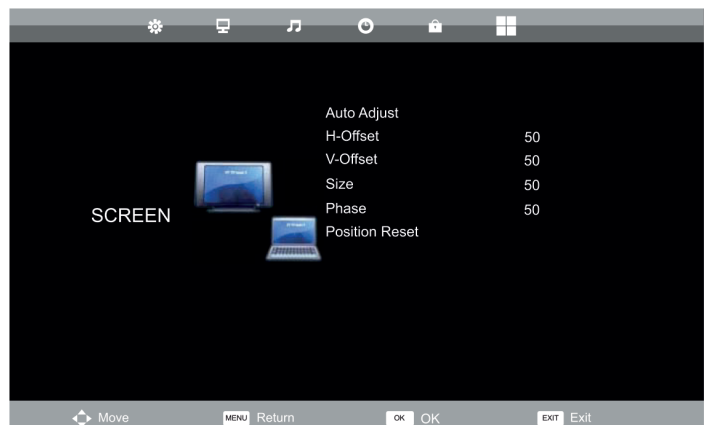 Auto Adjust
H-Offset 50
V-Offset 50
Size 50
SCREEN
Phase 50
Position Reset
Move MENU Return OK OK EXIT Exit